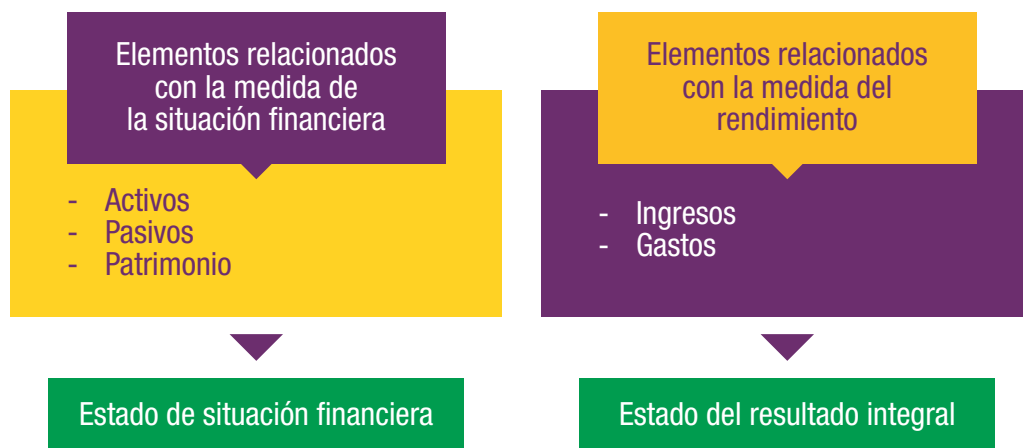 Elementos relacionados
con la medida de
la situación financiera
- Activos
- Pasivos
- Patrimonio
Estado de situación financiera
Elementos relacionados
con la medida del
rendimiento
- Ingresos
- Gastos
Estado del resultado integral